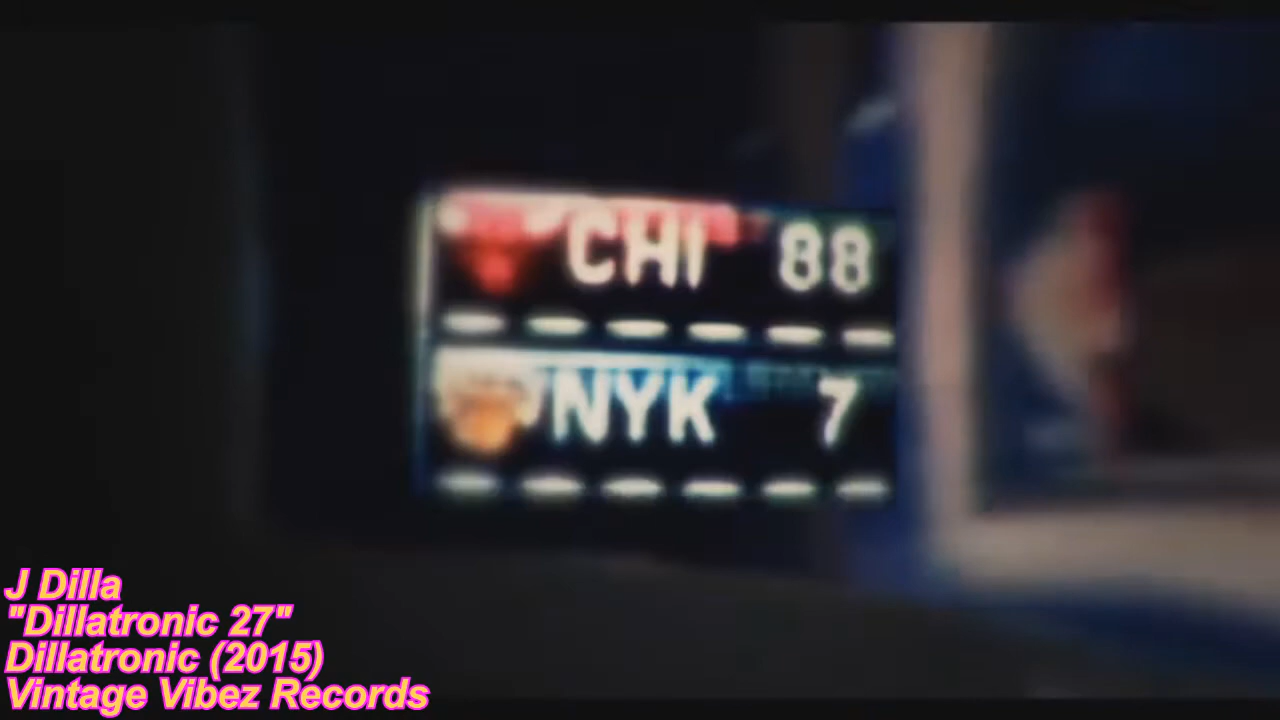 CHI 88
NYK 7
J Dilla
"Dillatronic 27"
Dillatronic (2015)
Vintage Vibez Records